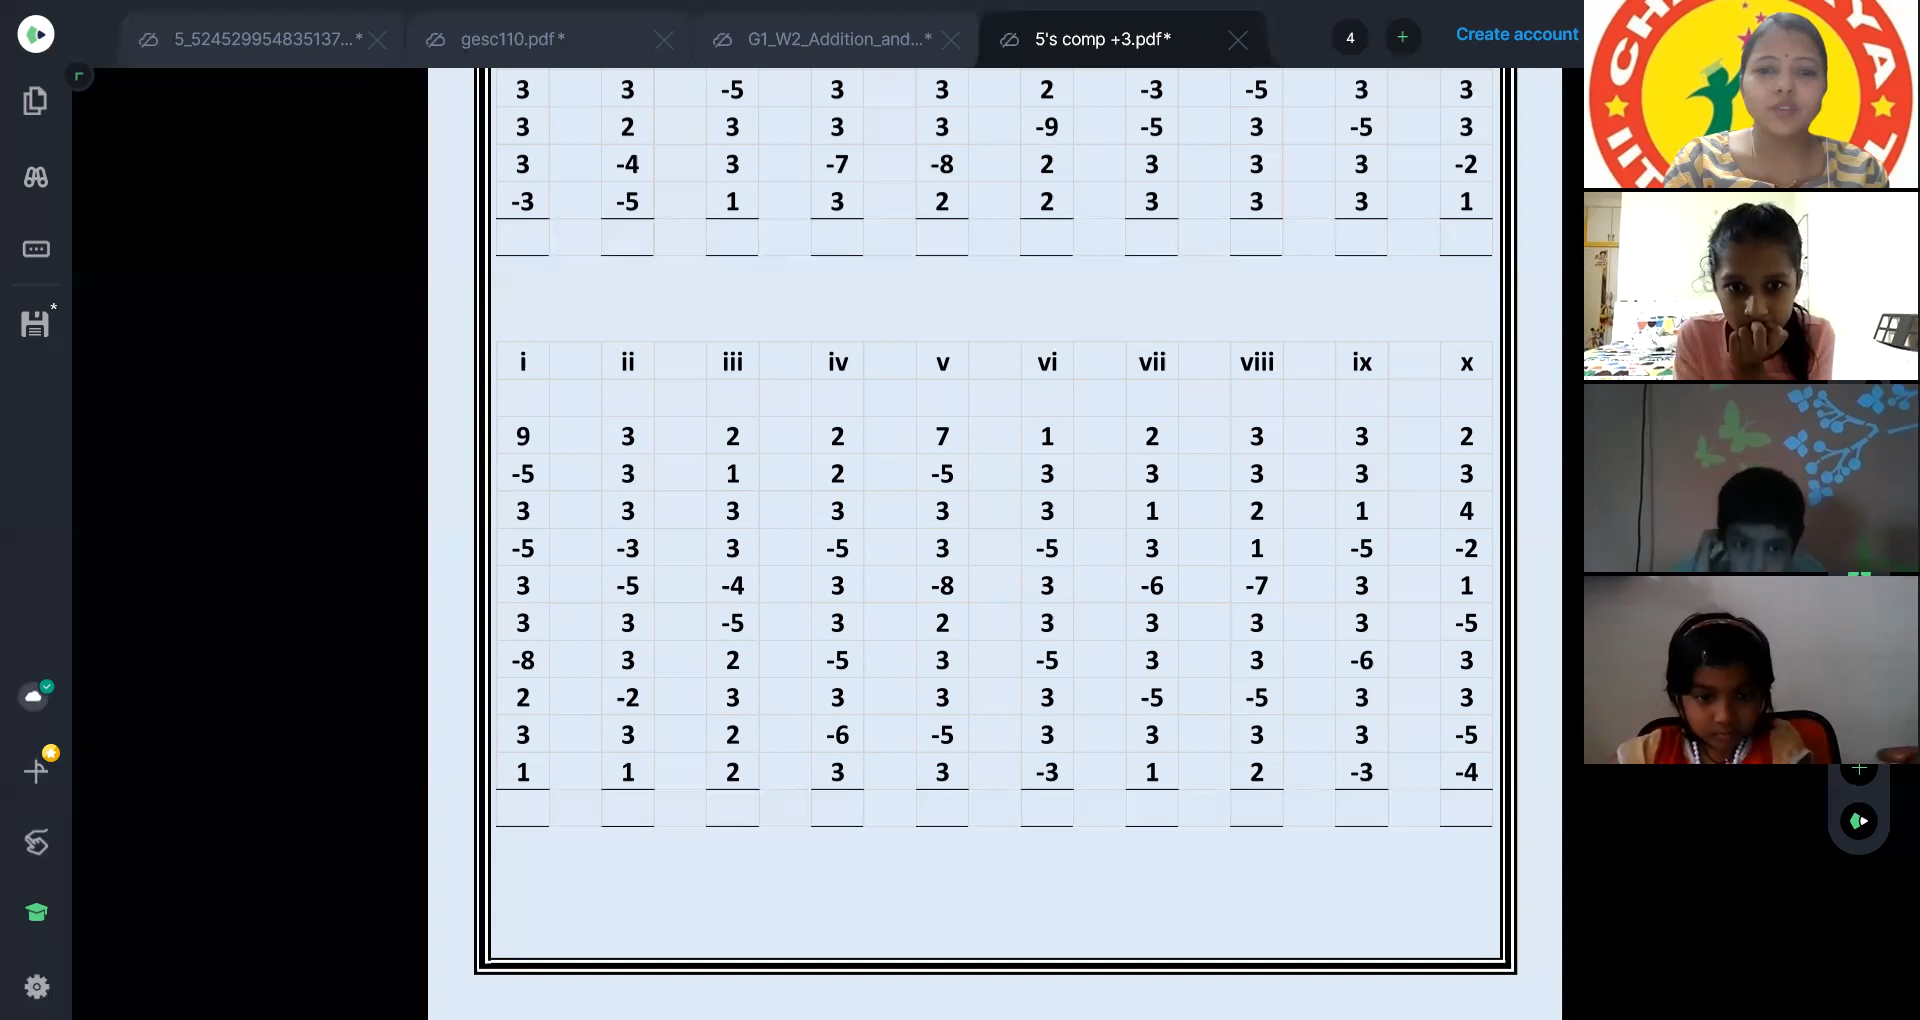 5_524529954835137...*
gesc110.pdf*
G1_W2_Addition_and...*
5's comp +3.pdf*
4
+
Create account
3 3 -5 3 3 2 -3 -5 3 3
3 2 3 3 3 -9 -5 3 -5 3
3 -4 3 -7 -8 2 3 3 3 -2
-3 -5 1 3 2 2 3 3 3 1
i ii iii iv v vi vii viii ix x
9 3 2 2 7 1 2 3 3 2
-5 3 1 2 -5 3 3 3 3 3
3 3 3 3 3 3 1 2 1 4
-5 -3 3 -5 3 -5 3 1 -5 -2
3 -5 -4 3 -8 3 -6 -7 3 1
3 3 -5 3 2 3 3 3 3 -5
-8 3 2 -5 3 -5 3 3 -6 3
2 -2 3 3 3 3 -5 -5 3 3
3 3 2 -6 -5 3 3 3 3 -5
1 1 2 3 3 -3 1 2 -3 -4